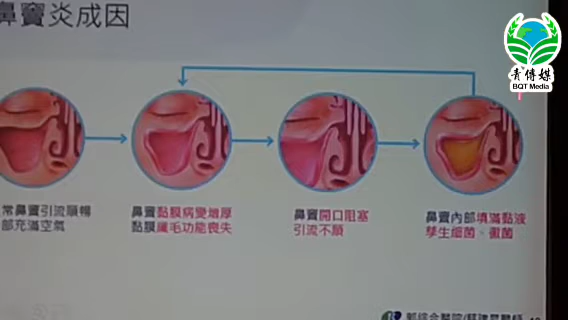 鼻竇炎成因
青傳媒
BQT Media
常鼻竇引流順暢
部充滿空氣
鼻竇黏膜病變增厚
黏膜纖毛功能喪失
鼻竇開口阻塞
引流不順
鼻竇內部填滿黏液
孳生細菌、黴菌